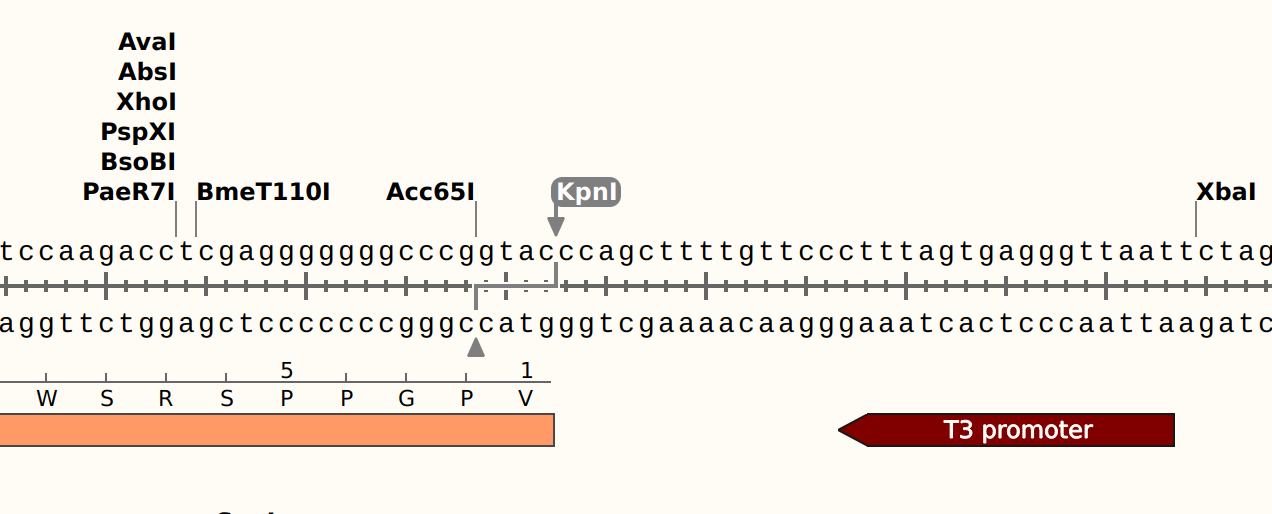 AvaI
AbsI
XhoI
PspXI
BsoBI
PaeR7I BmeT110I Acc65I KpnI XbaI
tccaagacctcgagggggggcccggtacccagcttttgttccctttagtgagggttaattctag
aggttctggagctcccccccgggccatgggtcgaaaacaagggaaatcactcccaattaagatc
5 1
W S R S P P G P V
T3 promoter